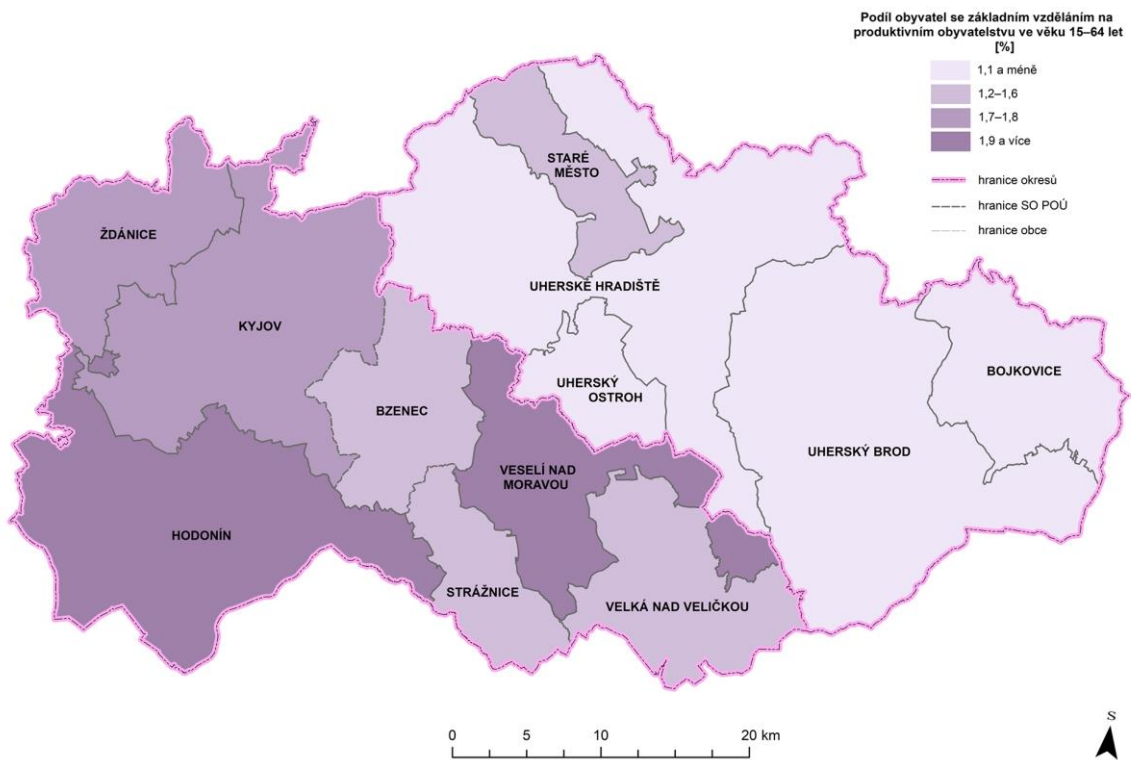 Podíl obyvatel se základním vzděláním na
produktivním obyvatelstvu ve věku 15–64 let
[%]
1,1 a méně
1,2–1,6
1,7–1,8
1,9 a více
hranice okresů
hranice SO POÚ
hranice obce
STARÉ
MĚSTO
ŽDÁNICE
UHERSKÉ HRADIŠTĚ
KYJOV
BOJKOVICE
UHERSKÝ
OSTROH
BZENEC
UHERSKÝ BROD
VESELÍ NAD
MORAVOU
HODONÍN
STRÁŽNICE
VELKÁ NAD VELIČKOU
0 5 10 20 km
S